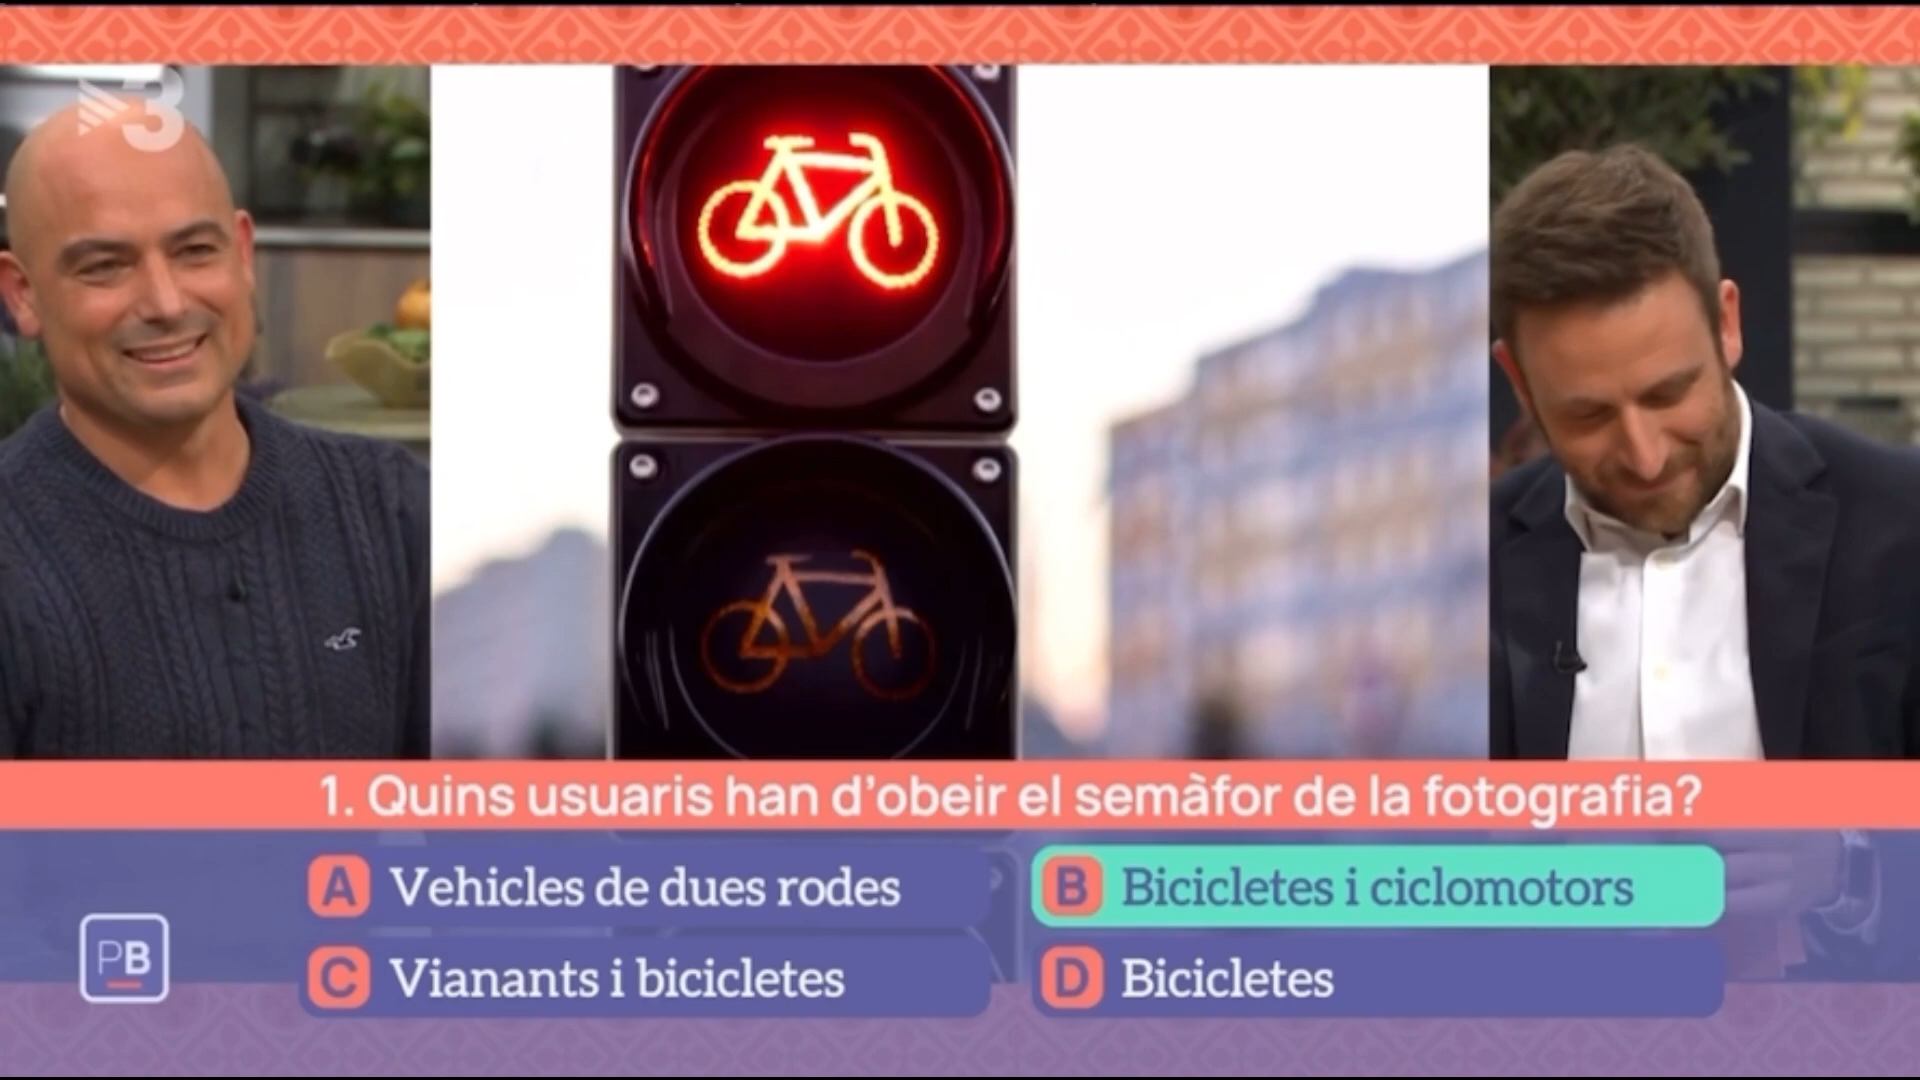 3
1. Quins usuaris han d'obeir el semàfor de la fotografia?
A Vehicles de dues rodes
B Bicicletes i ciclomotors
C Vianants i bicicletes
D Bicicletes
PB